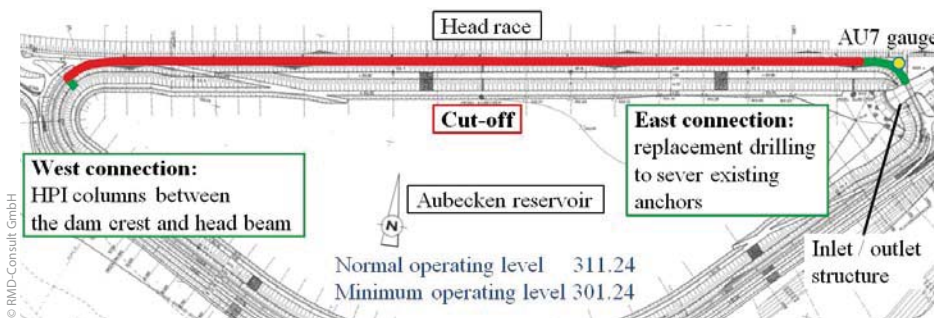 Head race
AU7 gauge
Cut-off
East connection:
replacement drilling
to sever existing
anchors
West connection:
HPI columns between
the dam crest and head beam
Aubecken reservoir
N
Inlet / outlet
structure
Normal operating level 311.24
Minimum operating level 301.24
© RMD-Consult GmbH